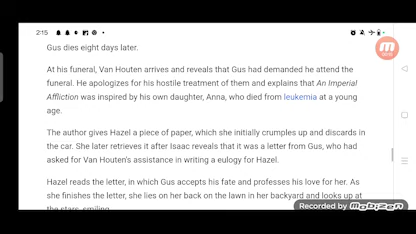 2:15
Gus dies eight days later.
At his funeral, Van Houten arrives and reveals that Gus had demanded he attend the
funeral. He apologizes for his hostile treatment of them and explains that An Imperial
Affliction was inspired by his own daughter, Anna, who died from leukemia at a young
age.
The author gives Hazel a piece of paper, which she initially crumples up and discards in
the car. She later retrieves it after Isaac reveals that it was a letter from Gus, who had
asked for Van Houten's assistance in writing a eulogy for Hazel.
Hazel reads the letter, in which Gus accepts his fate and professes his love for her. As
she finishes the letter, she lies on her back on the lawn in her backyard and looks up at
the stars, smiling.
Recorded by Mobizen